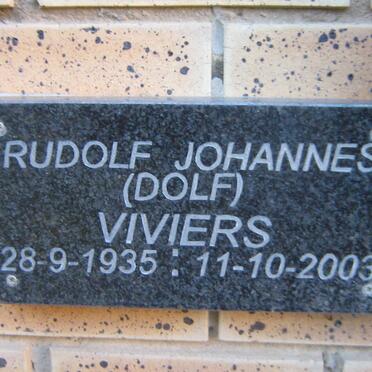 RUDOLF JOHANNES
(DOLF)
VIVIERS
28-9-1935 : 11-10-2003